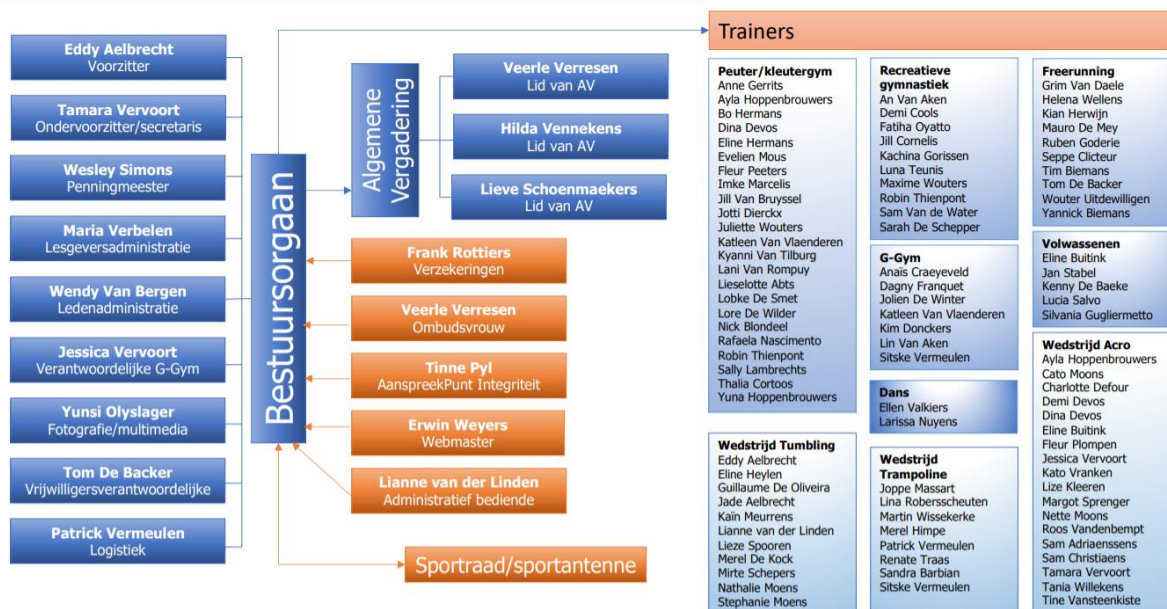 Eddy Aelbrecht
Voorzitter
Tamara Vervoort
Ondervoorzitter/secretaris
Wesley Simons
Penningmeester
Maria Verbelen
Lesgeversadministratie
Wendy Van Bergen
Ledenadministratie
Jessica Vervoort
Verantwoordelijke G-Gym
Yunsi Olyslager
Fotografie/multimedia
Tom De Backer
Vrijwilligersverantwoordelijke
Patrick Vermeulen
Logistiek
Bestuursorgaan
Algemene
Vergadering
Veerle Verresen
Lid van AV
Hilda Vennekens
Lid van AV
Lieve Schoenmaekers
Lid van AV
Frank Rottiers
Verzekeringen
Veerle Verresen
Ombudsvrouw
Tinne Pyl
AanspreekPunt Integriteit
Erwin Weyers
Webmaster
Lianne van der Linden
Administratief bediende
Sportraad/sportantenne
Trainers
Peuter/kleutergym
Anne Gerrits
Ayla Hoppenbrouwers
Bo Hermans
Dina Devos
Eline Hermans
Evelien Mous
Fleur Peeters
Imke Marcelis
Jill Van Bruyssel
Jotti Dierckx
Juliette Wouters
Katleen Van Vlaenderen
Kyanni Van Tilburg
Lani Van Rompuy
Lieselotte Abts
Lobke De Smet
Lore De Wilder
Nick Blondeel
Rafaela Nascimento
Robin Thienpont
Sally Lambrechts
Thalia Cortoos
Yuna Hoppenbrouwers
Wedstrijd Tumbling
Eddy Aelbrecht
Eline Heylen
Guillaume De Oliveira
Jade Aelbrecht
Kaïn Meurrens
Lianne van der Linden
Lieze Spooren
Merel De Kock
Mirte Schepers
Nathalie Moens
Stephanie Moens
Recreatieve
gymnastiek
An Van Aken
Demi Cools
Fatiha Oyatto
Jill Cornelis
Kachina Gorissen
Luna Teunis
Maxime Wouters
Robin Thienpont
Sam Van de Water
Sarah De Schepper
G-Gym
Anaïs Craeyeveld
Dagny Franquet
Jolien De Winter
Katleen Van Vlaenderen
Kim Donckers
Lin Van Aken
Sitske Vermeulen
Dans
Ellen Valkiers
Larissa Nuyens
Wedstrijd
Trampoline
Joppe Massart
Lina Robersscheuten
Martin Wissekerke
Merel Himpe
Patrick Vermeulen
Renate Traas
Sandra Barbian
Sitske Vermeulen
Freerunning
Grim Van Daele
Helena Wellens
Kian Herwijn
Mauro De Mey
Ruben Goderie
Seppe Clicteur
Tim Biemans
Tom De Backer
Wouter Uitdewilligen
Yannick Biemans
Volwassenen
Eline Buitink
Jan Stabel
Kenny De Baeke
Lucia Salvo
Silvania Gugliermetto
Wedstrijd Acro
Ayla Hoppenbrouwers
Cato Moons
Charlotte Defour
Demi Devos
Dina Devos
Eline Buitink
Fleur Plompen
Jessica Vervoort
Kato Vranken
Lize Kleeren
Margot Sprenger
Nette Moons
Roos Vandenbempt
Sam Adriaenssens
Sam Christiaens
Tamara Vervoort
Tania Willekens
Tine Vansteenkiste